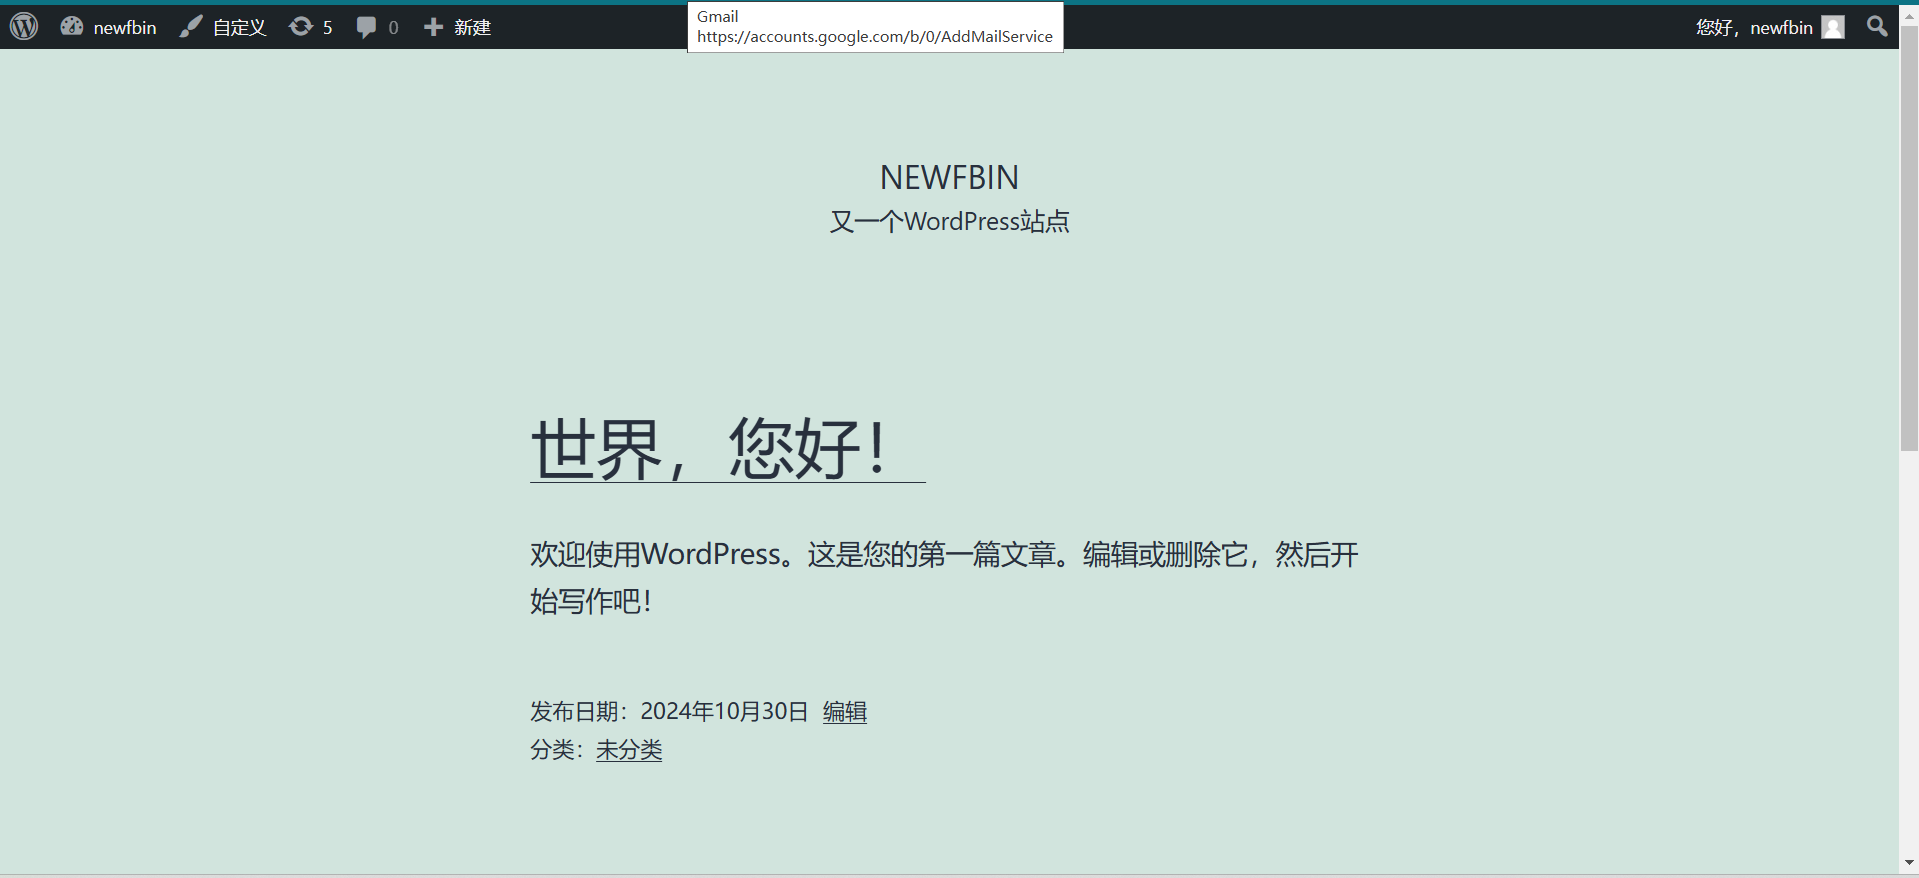 newfbin 自定义 5 0 新建
Gmail
https://accounts.google.com/b/0/AddMailService
您好，newfbin
NEWFBIN
又一个WordPress站点
世界，您好！
欢迎使用WordPress。这是您的第一篇文章。编辑或删除它，然后开
始写作吧！
发布日期：2024年10月30日 编辑
分类：未分类